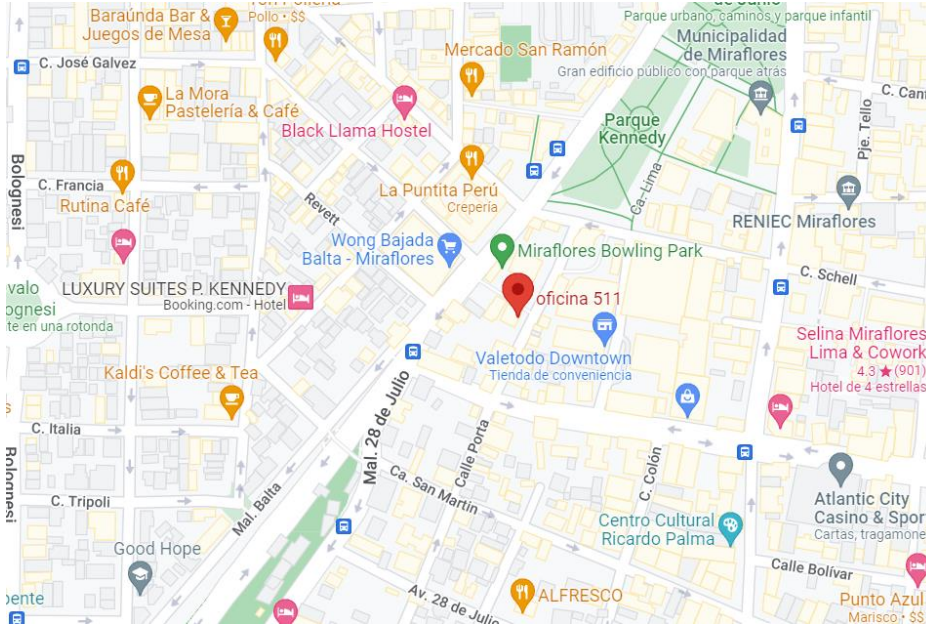 Baraúnda Bar &
Juegos de Mesa
Pollo • $$
de Junio
Parque urbano, caminos y parque infantil
Municipalidad
de Miraflores
Gran edificio público con parque atrás
Mercado San Ramón
C. José Galvez
La Mora
Pastelería & Café
Black Llama Hostel
Parque
Kennedy
Pje. Tello
Bolognesi
C. Francia
Rutina Café
Revett
La Puntita Perú
Crepería
Ca. Lima
RENIEC Miraflores
Wong Bajada
Balta - Miraflores
Miraflores Bowling Park
C. Schell
LUXURY SUITES P. KENNEDY
Booking.com - Hotel
te en una rotonda
oficina 511
Valetodo Downtown
Tienda de conveniencia
Selina Miraflores
Lima & Cowork
4.3 ★ (901)
Hotel de 4 estrellas
Kaldi's Coffee & Tea
Mal. 28 de Julio
C. Italia
Calle Porta
Bolognesi
C. Tripoli
Mal. Balta
Ca. San Martin
C. Colón
Atlantic City
Casino & Spor
Cartas, tragamone
Centro Cultural
Ricardo Palma
Good Hope
Calle Bolívar
Av. 28 de Julio
ALFRESCO
Punto Azul
Marisco • $$